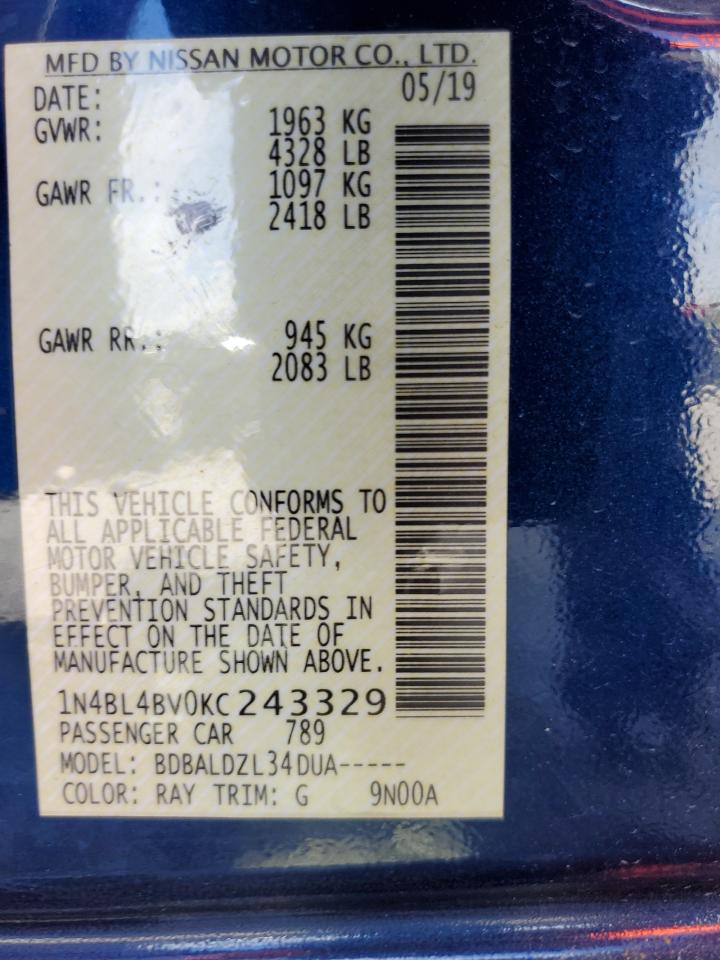 MFD BY NISSAN MOTOR CO., LTD.
DATE: 05/19
GVWR: 1963 KG
4328 LB
GAWR FR.: 1097 KG
2418 LB
GAWR RR.: 945 KG
2083 LB
THIS VEHICLE CONFORMS TO
ALL APPLICABLE FEDERAL
MOTOR VEHICLE SAFETY,
BUMPER, AND THEFT
PREVENTION STANDARDS IN
EFFECT ON THE DATE OF
MANUFACTURE SHOWN ABOVE.
1N4BL4BV0KC243329
PASSENGER CAR 789
MODEL: BDBALDZL34DUA-----
COLOR: RAY TRIM: G 9N00A